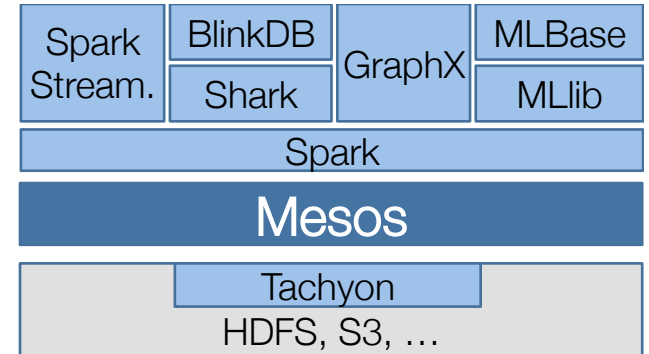 Spark
Stream.
BlinkDB
Shark
GraphX
MLBase
MLlib
Spark
Mesos
Tachyon
HDFS, S3, …